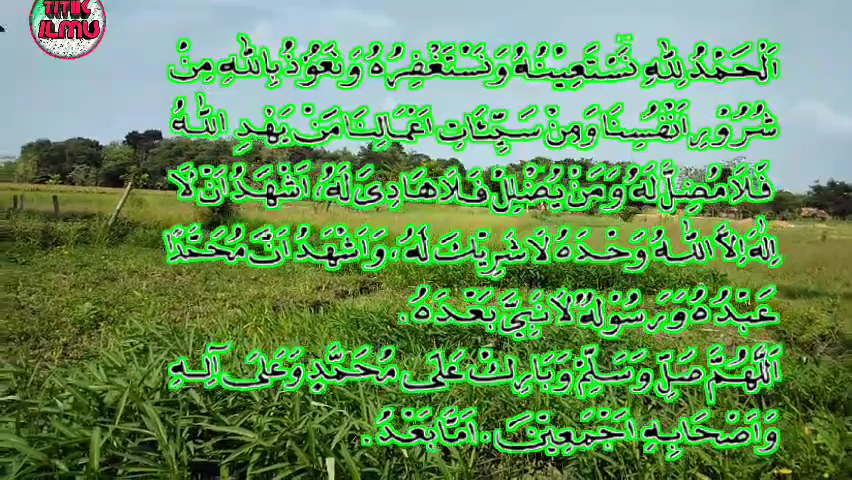 TITIK
ILMU
اَلْحَمْدُ لِلّٰهِ نَسْتَعِيْنُهُ وَنَسْتَغْفِرُهُ وَنَعُوْذُ بِاللّٰهِ مِنْ
شُرُوْرِ اَنْفُسِنَا وَمِنْ سَيِّئَاتِ اَعْمَالِنَا مَنْ يَهْدِ اللّٰهُ
فَلَا مُضِلَّ لَهُ وَمَنْ يُضْلِلْ فَلَا هَادِىَ لَهُ، اَشْهَدُ اَنْ لَا
اِلٰهَ اِلَّا اللّٰهُ وَحْدَهُ لَا شَرِيْكَ لَهُ، وَاَشْهَدُ اَنَّ مُحَمَّدًا
عَبْدُهُ وَرَسُوْلُهُ لَا نَبِيَّ بَعْدَهُ.
اَللّٰهُمَّ صَلِّ وَسَلِّمْ وَبَارِكْ عَلَى مُحَمَّدٍ وَعَلَى آلِهِ
وَاَصْحَابِهِ اَجْمَعِيْنَ. اَمَّا بَعْدُ.